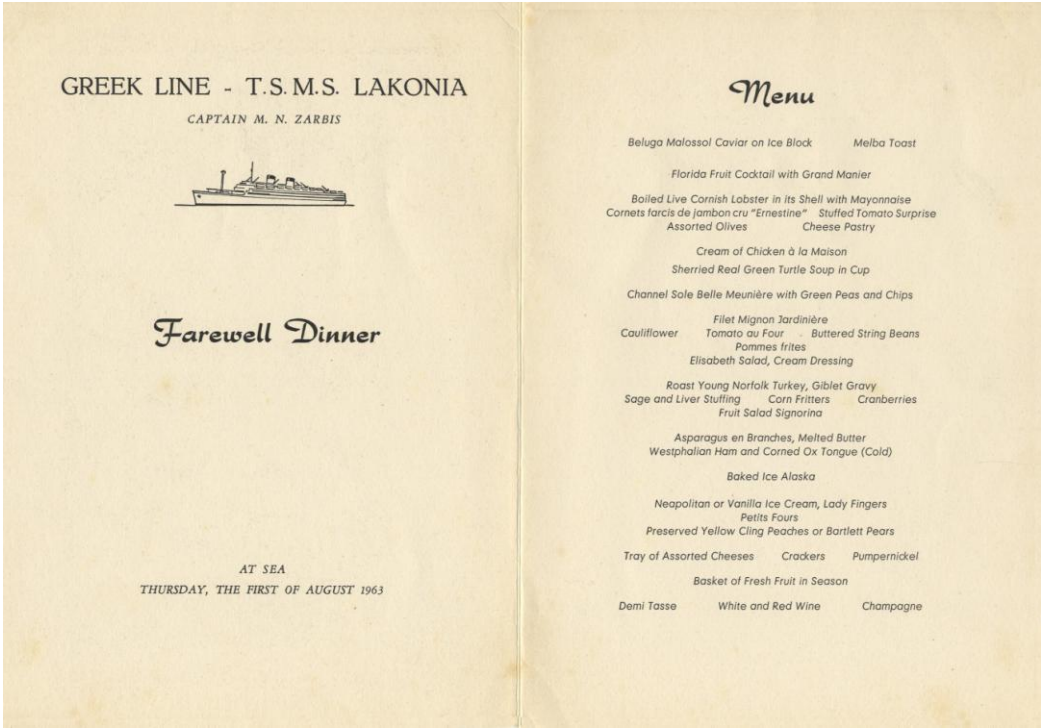 GREEK LINE - T.S.M.S. LAKONIA
CAPTAIN M. N. ZARBIS
Farewell Dinner
AT SEA
THURSDAY, THE FIRST OF AUGUST 1963
Menu
Beluga Malossol Caviar on Ice Block Melba Toast
Florida Fruit Cocktail with Grand Manier
Boiled Live Cornish Lobster in its Shell with Mayonnaise
Cornets farcis de jambon cru "Ernestine" Stuffed Tomato Surprise
Assorted Olives Cheese Pastry
Cream of Chicken à la Maison
Sherried Real Green Turtle Soup in Cup
Channel Sole Belle Meunière with Green Peas and Chips
Filet Mignon Jardinière
Cauliflower Tomato au Four Buttered String Beans
Pommes frites
Elisabeth Salad, Cream Dressing
Roast Young Norfolk Turkey, Giblet Gravy
Sage and Liver Stuffing Corn Fritters Cranberries
Fruit Salad Signorina
Asparagus en Branches, Melted Butter
Westphalian Ham and Corned Ox Tongue (Cold)
Baked Ice Alaska
Neapolitan or Vanilla Ice Cream, Lady Fingers
Petits Fours
Preserved Yellow Cling Peaches or Bartlett Pears
Tray of Assorted Cheeses Crackers Pumpernickel
Basket of Fresh Fruit in Season
Demi Tasse White and Red Wine Champagne